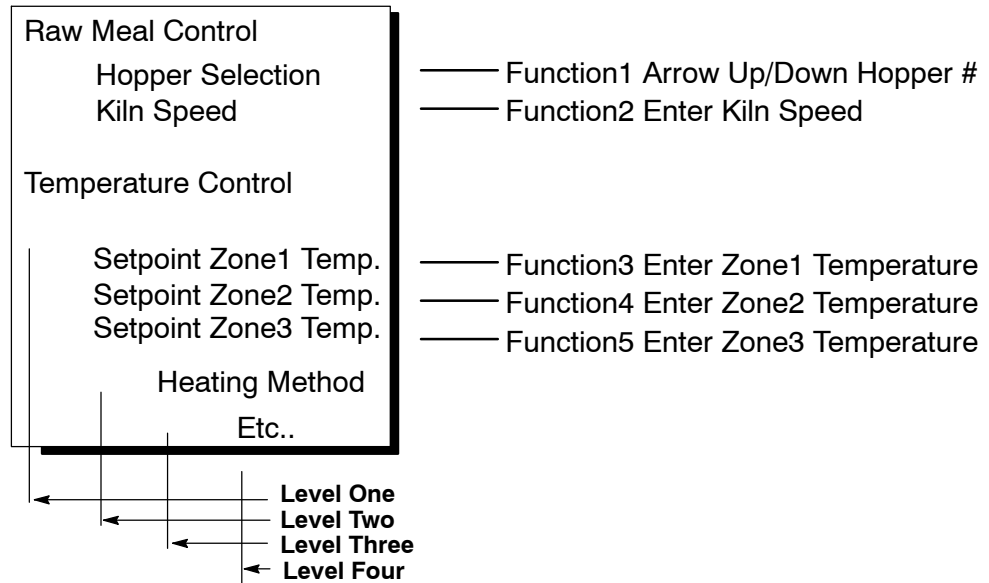 Raw Meal Control
Hopper Selection
Function1 Arrow Up/Down Hopper #
Kiln Speed
Function2 Enter Kiln Speed
Temperature Control
Setpoint Zone1 Temp.
Function3 Enter Zone1 Temperature
Setpoint Zone2 Temp.
Function4 Enter Zone2 Temperature
Setpoint Zone3 Temp.
Function5 Enter Zone3 Temperature
Heating Method
Etc..
Level One
Level Two
Level Three
Level Four